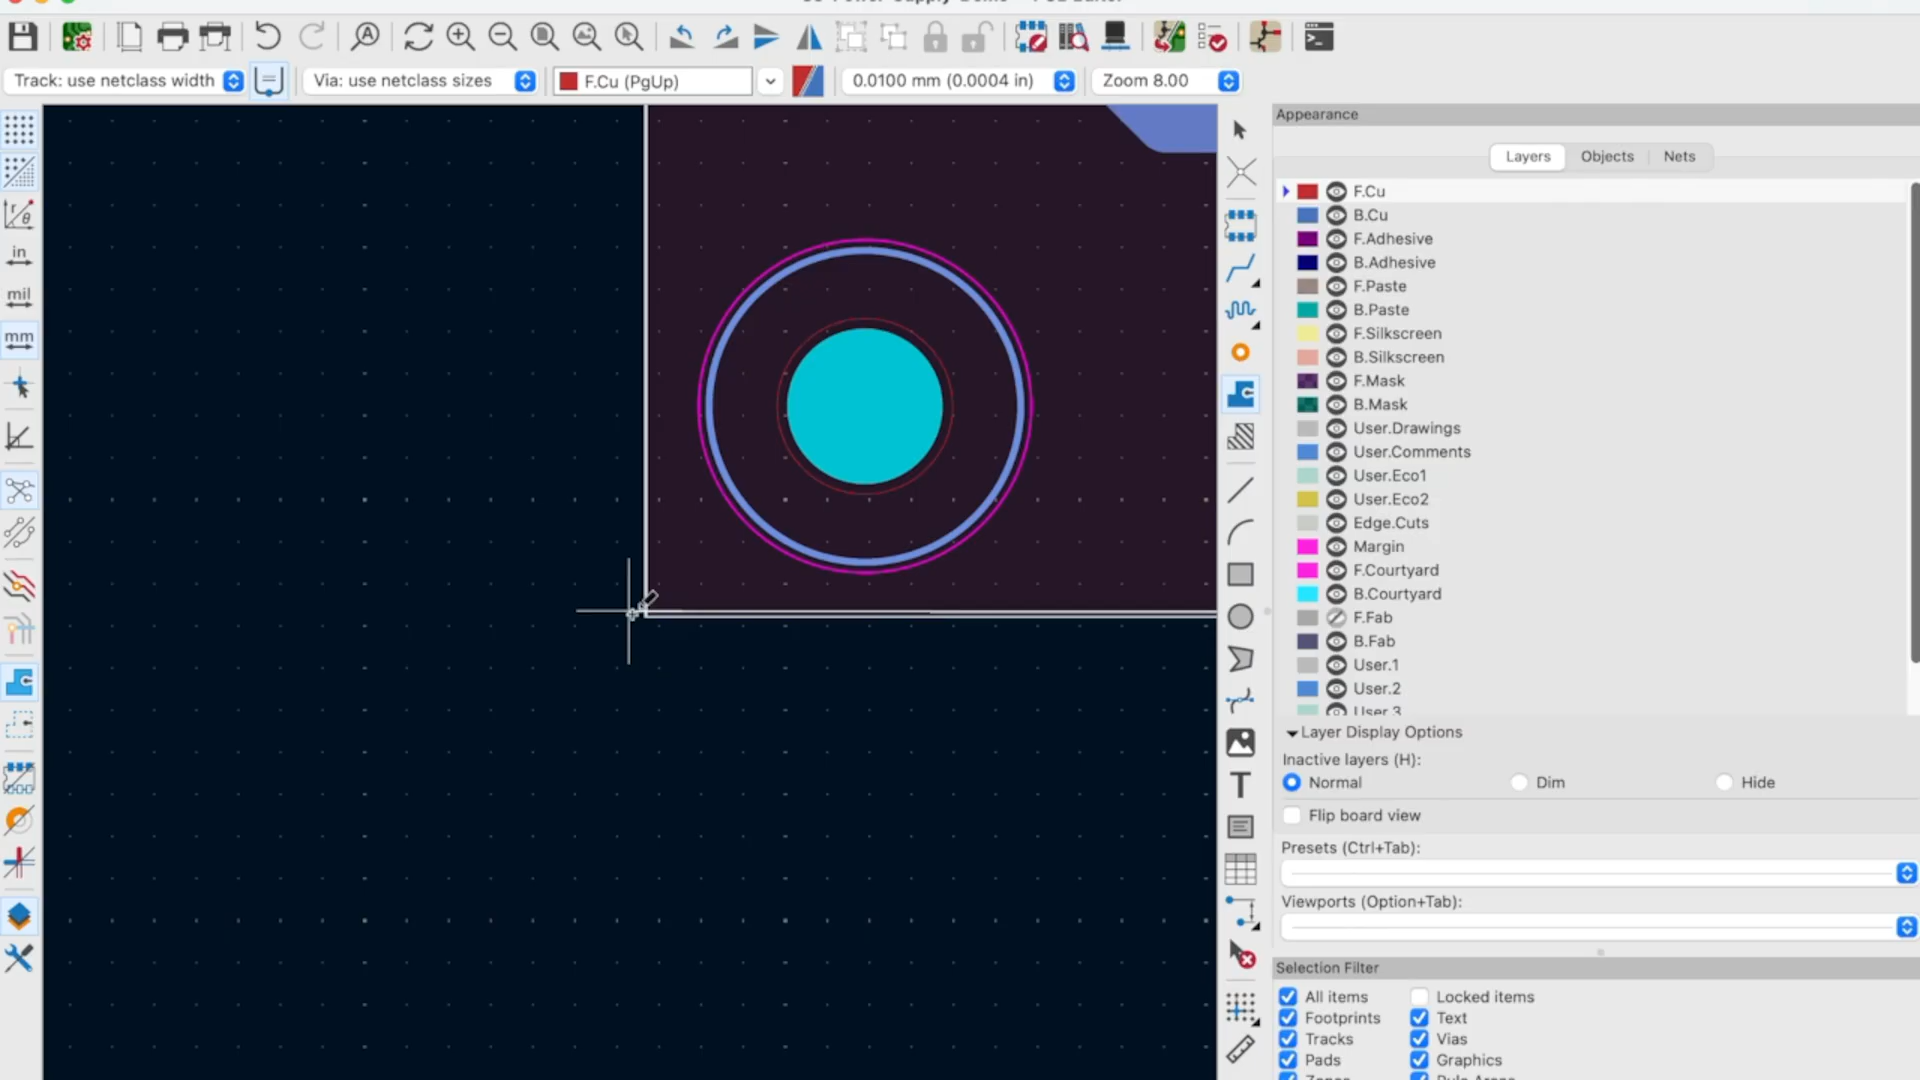 Track: use netclass width
Via: use netclass sizes
F.Cu (PgUp)
0.0100 mm (0.0004 in)
Zoom 8.00
in
mil
mm
Appearance
Layers
Objects
Nets
F.Cu
B.Cu
F.Adhesive
B.Adhesive
F.Paste
B.Paste
F.Silkscreen
B.Silkscreen
F.Mask
B.Mask
User.Drawings
User.Comments
User.Eco1
User.Eco2
Edge.Cuts
Margin
F.Courtyard
B.Courtyard
F.Fab
B.Fab
User.1
User.2
User.3
Layer Display Options
Inactive layers (H):
Normal
Dim
Hide
Flip board view
Presets (Ctrl+Tab):
Viewports (Option+Tab):
Selection Filter
All items
Locked items
Footprints
Text
Tracks
Vias
Pads
Graphics